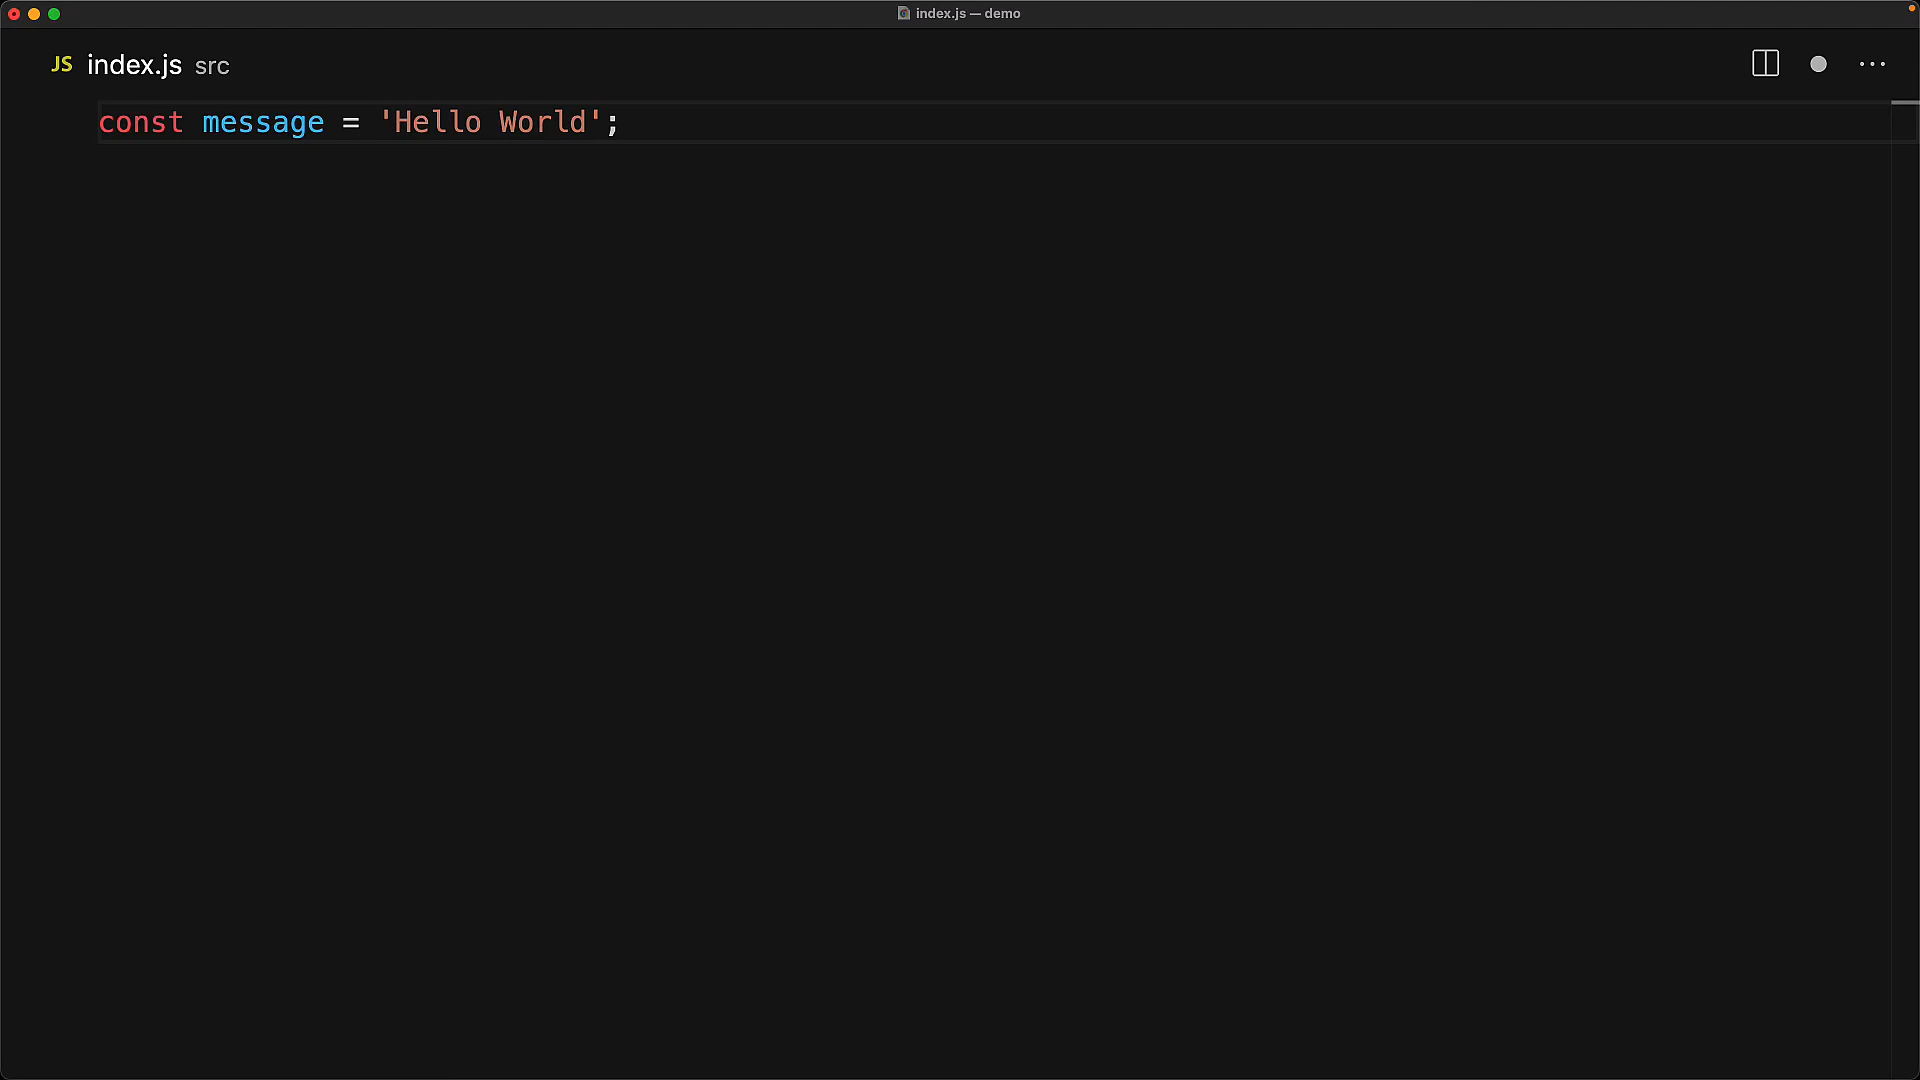 index.js — demo
JS index.js src
const message = 'Hello World';